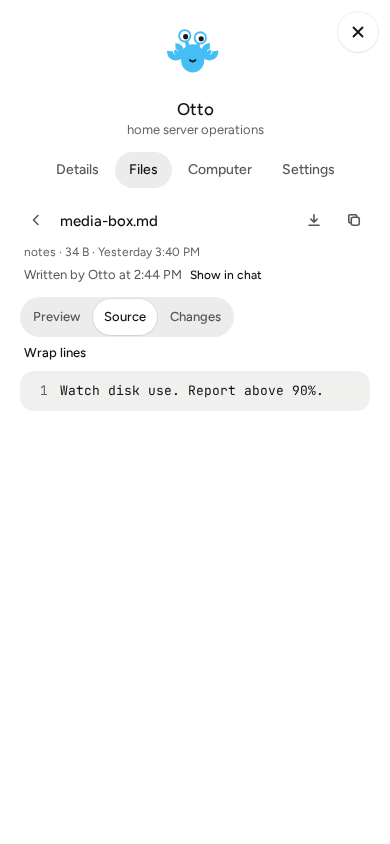 Otto
home server operations
Details Files Computer Settings
media-box.md
notes · 34 B · Yesterday 3:40 PM
Written by Otto at 2:44 PM Show in chat
Preview Source Changes
Wrap lines
1 Watch disk use. Report above 90%.